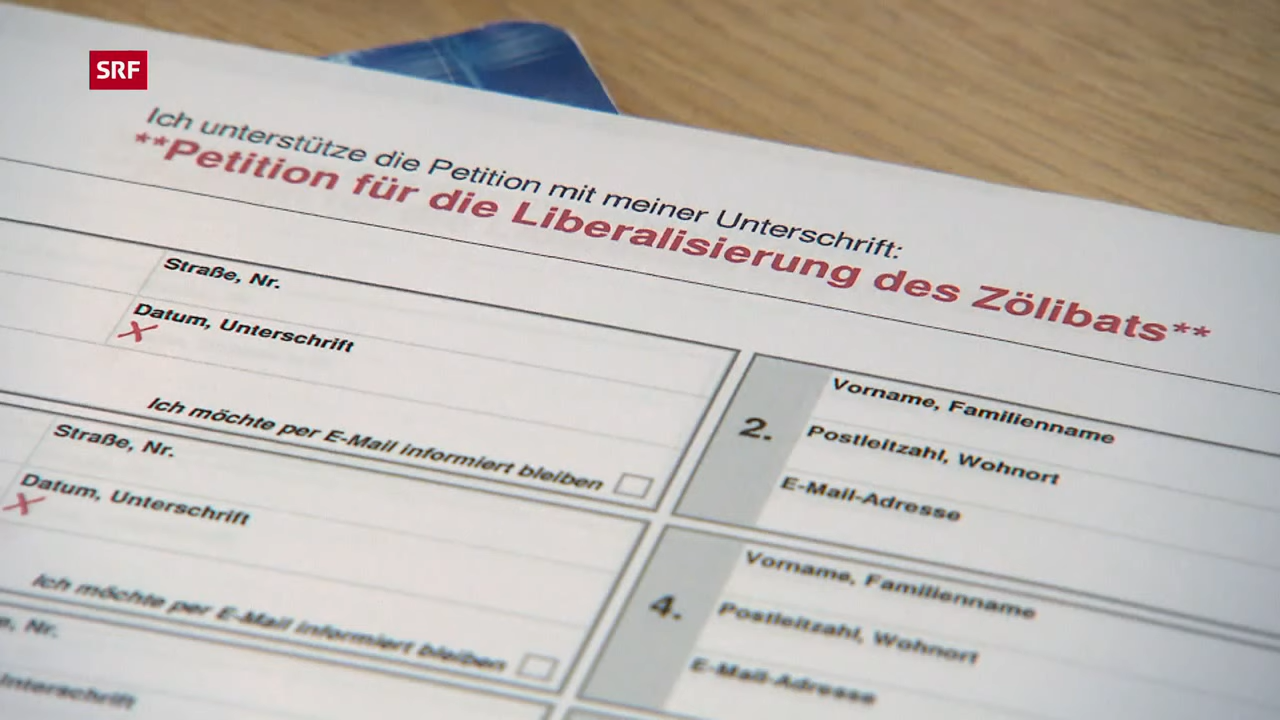 SRF
Ich unterstütze die Petition mit meiner Unterschrift:
**Petition für die Liberalisierung des Zölibats**
Straße, Nr.
Datum, Unterschrift
X
Ich möchte per E-Mail informiert bleiben
2.
Vorname, Familienname
Postleitzahl, Wohnort
E-Mail-Adresse
Straße, Nr.
Datum, Unterschrift
X
Ich möchte per E-Mail informiert bleiben
4.
Vorname, Familienname
Postleitzahl, Wohnort
E-Mail-Adresse
Nr.
Unterschrift